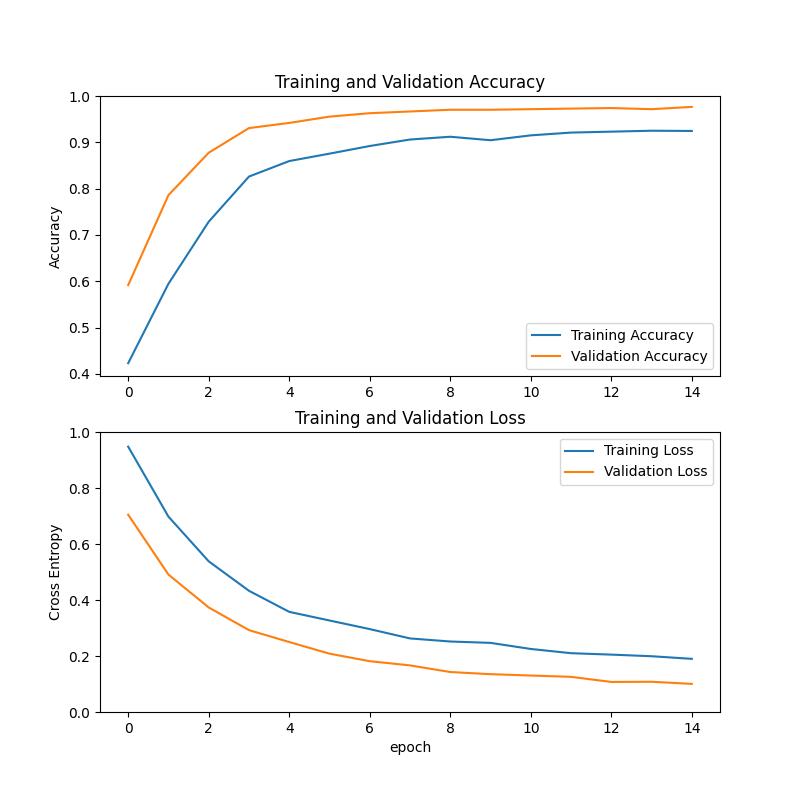 Training and Validation Accuracy
1.0
0.9
0.8
0.7
0.6
0.5
0.4
Accuracy
Training Accuracy
Validation Accuracy
0 2 4 6 8 10 12 14
Training and Validation Loss
1.0
0.8
0.6
0.4
0.2
0.0
Cross Entropy
Training Loss
Validation Loss
0 2 4 6 8 10 12 14
epoch